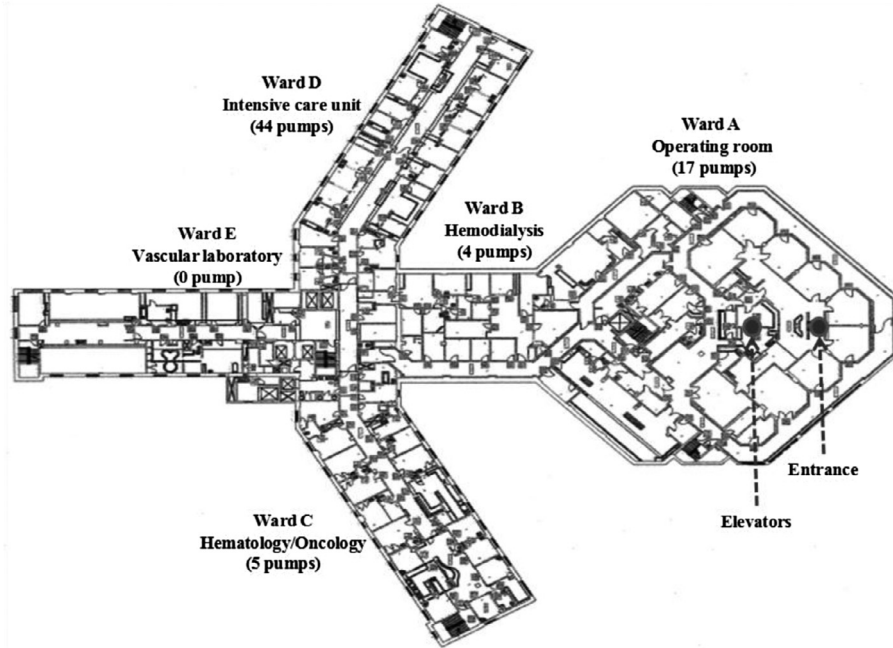 Ward D
Intensive care unit
(44 pumps)
Ward A
Operating room
(17 pumps)
Ward B
Hemodialysis
(4 pumps)
Ward E
Vascular laboratory
(0 pump)
Entrance
Elevators
Ward C
Hematology/Oncology
(5 pumps)